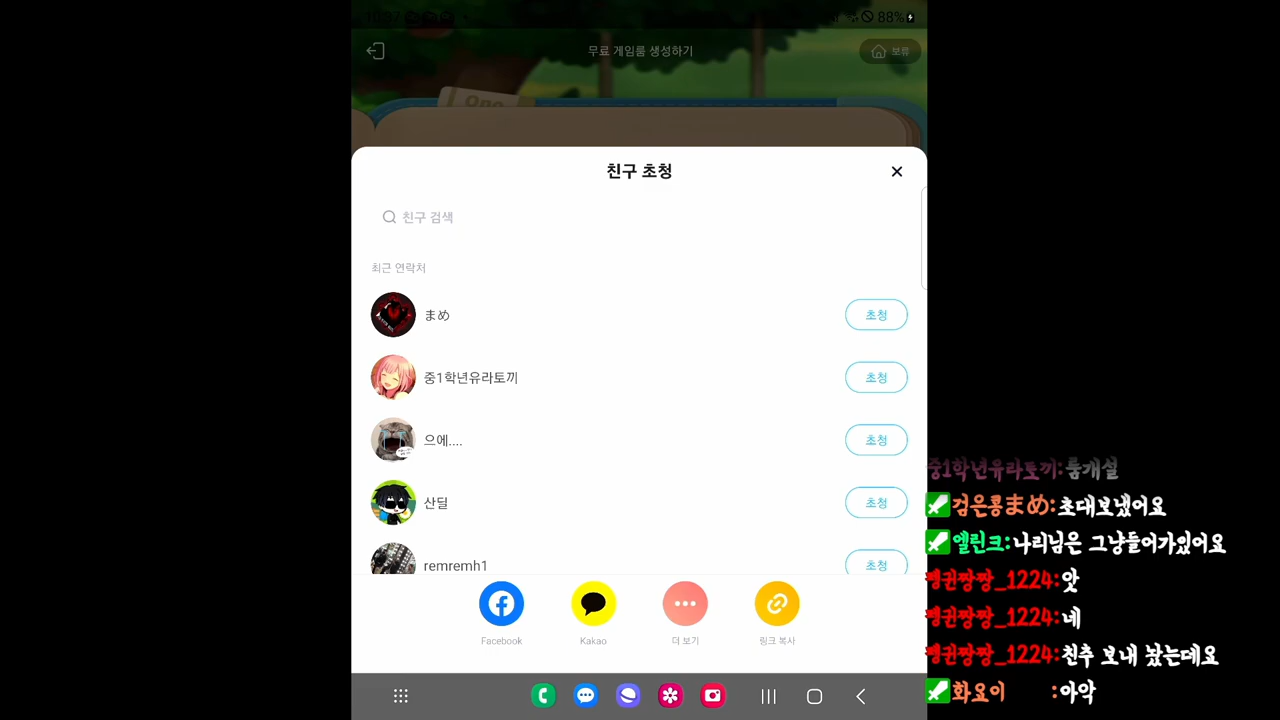 88%
무료 게임룸 생성하기
보류
친구 초청
친구 검색
최근 연락처
まめ
초청
중1학년유라토끼
초청
으에....
초청
산딜
초청
remremh1
초청
Facebook
Kakao
더 보기
링크 복사
중1학년유라토끼:룸개설
검은콩まめ:초대보냈어요
엘린크:나리님은 그냥들어가있어요
짱짱_1224:앗
짱짱_1224:네
짱짱_1224:친추 보내 놨는데요
화요이 :아악